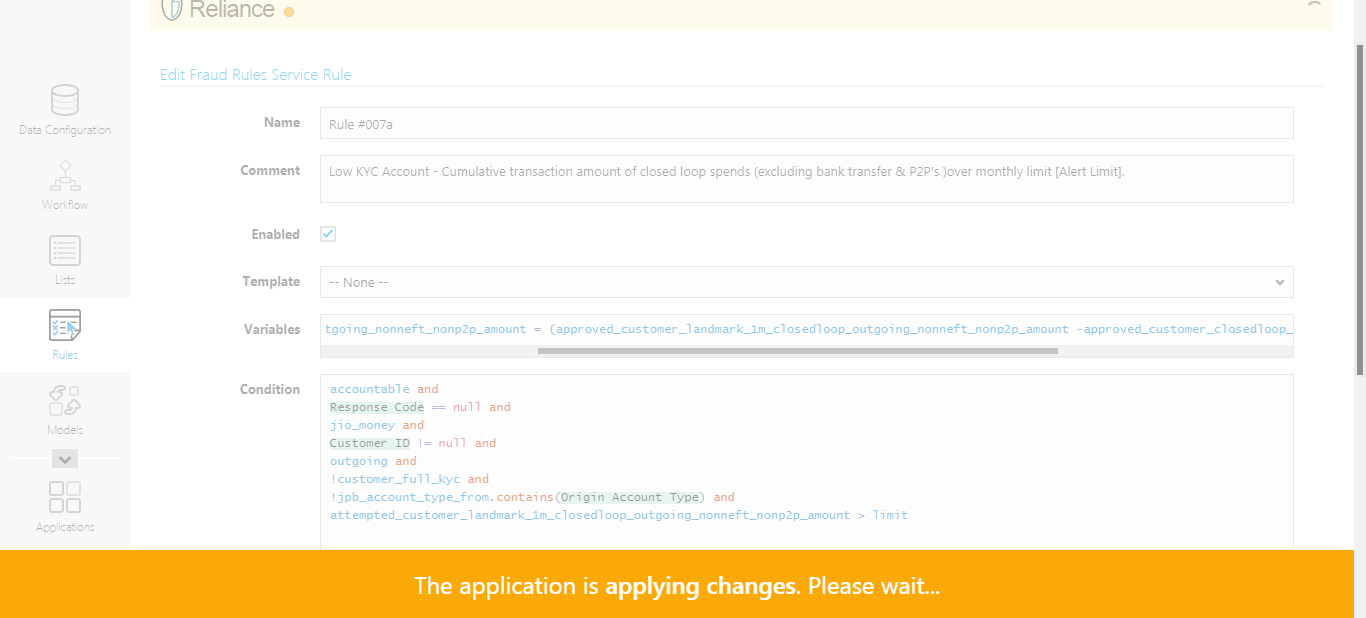 Reliance
Edit Fraud Rules Service Rule
Data Configuration
Workflow
Lists
Rules
Models
Applications
Name
Rule #007a
Comment
Low KYC Account - Cumulative transaction amount of closed loop spends (excluding bank transfer & P2P's )over monthly limit [Alert Limit].
Enabled
Template
-- None --
Variables
tgoing_nonneft_nonp2p_amount = (approved_customer_landmark_1m_closedloop_outgoing_nonneft_nonp2p_amount -approved_customer_closedloop_
Condition
accountable and
Response Code == null and
jio_money and
Customer ID != null and
outgoing and
!customer_full_kyc and
!jpb_account_type_from.contains(Origin Account Type) and
attempted_customer_landmark_1m_closedloop_outgoing_nonneft_nonp2p_amount > limit
The application is applying changes. Please wait...